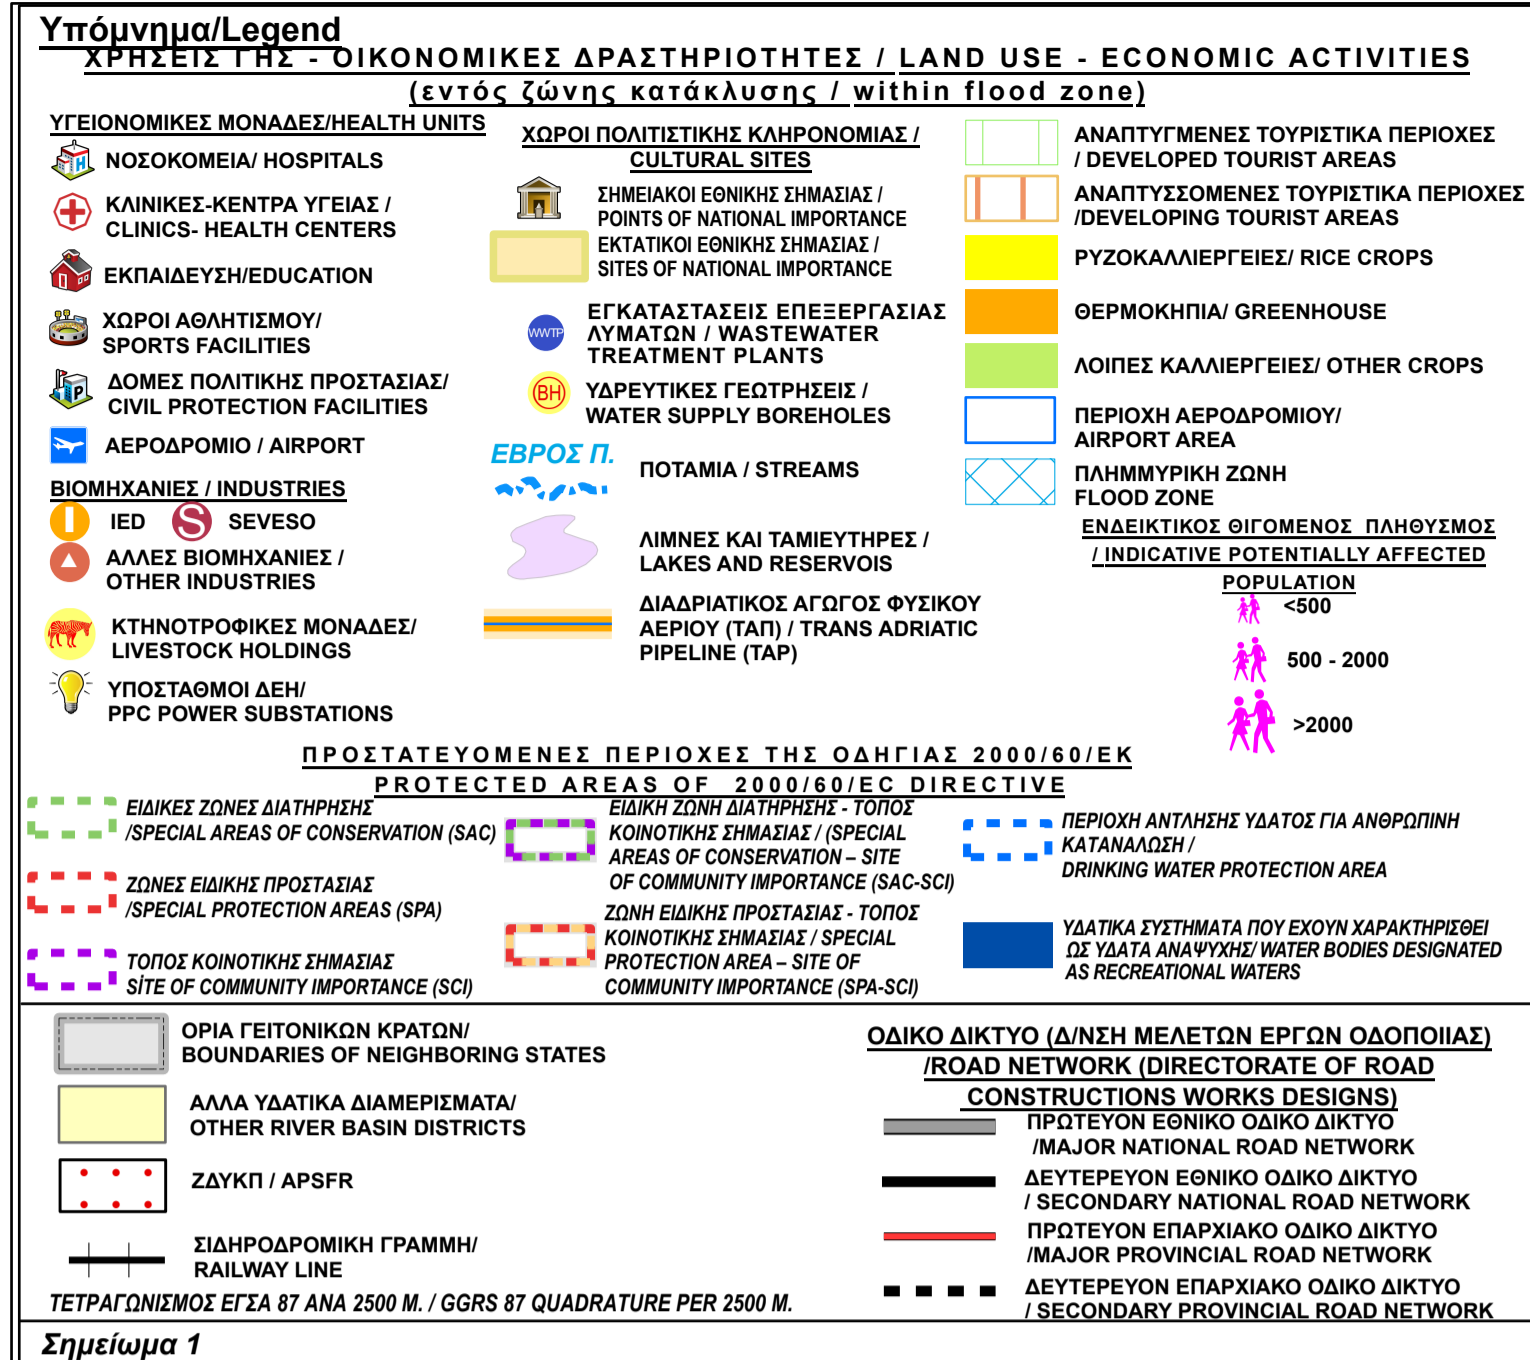 Υπόμνημα/Legend
ΧΡΗΣΕΙΣ ΓΗΣ - ΟΙΚΟΝΟΜΙΚΕΣ ΔΡΑΣΤΗΡΙΟΤΗΤΕΣ / LAND USE - ECONOMIC ACTIVITIES
(εντός ζώνης κατάκλυσης / within flood zone)
ΥΓΕΙΟΝΟΜΙΚΕΣ ΜΟΝΑΔΕΣ/HEALTH UNITS
ΝΟΣΟΚΟΜΕΙΑ/ HOSPITALS
ΚΛΙΝΙΚΕΣ-ΚΕΝΤΡΑ ΥΓΕΙΑΣ /
CLINICS- HEALTH CENTERS
ΕΚΠΑΙΔΕΥΣΗ/EDUCATION
ΧΩΡΟΙ ΑΘΛΗΤΙΣΜΟΥ/
SPORTS FACILITIES
ΔΟΜΕΣ ΠΟΛΙΤΙΚΗΣ ΠΡΟΣΤΑΣΙΑΣ/
CIVIL PROTECTION FACILITIES
ΑΕΡΟΔΡΟΜΙΟ / AIRPORT
ΒΙΟΜΗΧΑΝΙΕΣ / INDUSTRIES
I IED S SEVESO
ΑΛΛΕΣ ΒΙΟΜΗΧΑΝΙΕΣ /
OTHER INDUSTRIES
ΚΤΗΝΟΤΡΟΦΙΚΕΣ ΜΟΝΑΔΕΣ/
LIVESTOCK HOLDINGS
ΥΠΟΣΤΑΘΜΟΙ ΔΕΗ/
PPC POWER SUBSTATIONS
ΧΩΡΟΙ ΠΟΛΙΤΙΣΤΙΚΗΣ ΚΛΗΡΟΝΟΜΙΑΣ /
CULTURAL SITES
ΣΗΜΕΙΑΚΟΙ ΕΘΝΙΚΗΣ ΣΗΜΑΣΙΑΣ /
POINTS OF NATIONAL IMPORTANCE
ΕΚΤΑΤΙΚΟΙ ΕΘΝΙΚΗΣ ΣΗΜΑΣΙΑΣ /
SITES OF NATIONAL IMPORTANCE
ΕΓΚΑΤΑΣΤΑΣΕΙΣ ΕΠΕΞΕΡΓΑΣΙΑΣ
WWTP ΛΥΜΑΤΩΝ / WASTEWATER
TREATMENT PLANTS
BH ΥΔΡΕΥΤΙΚΕΣ ΓΕΩΤΡΗΣΕΙΣ /
WATER SUPPLY BOREHOLES
ΕΒΡΟΣ Π.
ΠΟΤΑΜΙΑ / STREAMS
ΛΙΜΝΕΣ ΚΑΙ ΤΑΜΙΕΥΤΗΡΕΣ /
LAKES AND RESERVOIS
ΔΙΑΔΡΙΑΤΙΚΟΣ ΑΓΩΓΟΣ ΦΥΣΙΚΟΥ
ΑΕΡΙΟΥ (ΤΑΠ) / TRANS ADRIATIC
PIPELINE (TAP)
ΑΝΑΠΤΥΓΜΕΝΕΣ ΤΟΥΡΙΣΤΙΚΑ ΠΕΡΙΟΧΕΣ
/ DEVELOPED TOURIST AREAS
ΑΝΑΠΤΥΣΣΟΜΕΝΕΣ ΤΟΥΡΙΣΤΙΚΑ ΠΕΡΙΟΧΕΣ
/DEVELOPING TOURIST AREAS
ΡΥΖΟΚΑΛΛΙΕΡΓΕΙΕΣ/ RICE CROPS
ΘΕΡΜΟΚΗΠΙΑ/ GREENHOUSE
ΛΟΙΠΕΣ ΚΑΛΛΙΕΡΓΕΙΕΣ/ OTHER CROPS
ΠΕΡΙΟΧΗ ΑΕΡΟΔΡΟΜΙΟΥ/
AIRPORT AREA
ΠΛΗΜΜΥΡΙΚΗ ΖΩΝΗ
FLOOD ZONE
ΕΝΔΕΙΚΤΙΚΟΣ ΘΙΓΟΜΕΝΟΣ ΠΛΗΘΥΣΜΟΣ
/ INDICATIVE POTENTIALLY AFFECTED
POPULATION
<500
500 - 2000
>2000
ΠΡΟΣΤΑΤΕΥΟΜΕΝΕΣ ΠΕΡΙΟΧΕΣ ΤΗΣ ΟΔΗΓΙΑΣ 2000/60/ΕΚ
PROTECTED AREAS OF 2000/60/EC DIRECTIVE
ΕΙΔΙΚΕΣ ΖΩΝΕΣ ΔΙΑΤΗΡΗΣΗΣ
/SPECIAL AREAS OF CONSERVATION (SAC)
ΖΩΝΕΣ ΕΙΔΙΚΗΣ ΠΡΟΣΤΑΣΙΑΣ
/SPECIAL PROTECTION AREAS (SPA)
ΤΟΠΟΣ ΚΟΙΝΟΤΙΚΗΣ ΣΗΜΑΣΙΑΣ
SİTE OF COMMUNITY IMPORTANCE (SCI)
ΕΙΔΙΚΗ ΖΩΝΗ ΔΙΑΤΗΡΗΣΗΣ - ΤΟΠΟΣ
ΚΟΙΝΟΤΙΚΗΣ ΣΗΜΑΣΙΑΣ / (SPECIAL
AREAS OF CONSERVATION – SITE
OF COMMUNITY IMPORTANCE (SAC-SCI)
ΖΩΝΗ ΕΙΔΙΚΗΣ ΠΡΟΣΤΑΣΙΑΣ - ΤΟΠΟΣ
ΚΟΙΝΟΤΙΚΗΣ ΣΗΜΑΣΙΑΣ / SPECIAL
PROTECTION AREA – SITE OF
COMMUNITY IMPORTANCE (SPA-SCI)
ΠΕΡΙΟΧΗ ΑΝΤΛΗΣΗΣ ΥΔΑΤΟΣ ΓΙΑ ΑΝΘΡΩΠΙΝΗ
ΚΑΤΑΝΑΛΩΣΗ /
DRINKING WATER PROTECTION AREA
ΥΔΑΤΙΚΑ ΣΥΣΤΗΜΑΤΑ ΠΟΥ ΕΧΟΥΝ ΧΑΡΑΚΤΗΡΙΣΘΕΙ
ΩΣ ΥΔΑΤΑ ΑΝΑΨΥΧΗΣ/ WATER BODIES DESIGNATED
AS RECREATIONAL WATERS
ΟΡΙΑ ΓΕΙΤΟΝΙΚΩΝ ΚΡΑΤΩΝ/
BOUNDARIES OF NEIGHBORING STATES
ΑΛΛΑ ΥΔΑΤΙΚΑ ΔΙΑΜΕΡΙΣΜΑΤΑ/
OTHER RIVER BASIN DISTRICTS
ΖΔΥΚΠ / APSFR
ΣΙΔΗΡΟΔΡΟΜΙΚΗ ΓΡΑΜΜΗ/
RAILWAY LINE
ΤΕΤΡΑΓΩΝΙΣΜΟΣ ΕΓΣΑ 87 ΑΝΑ 2500 Μ. / GGRS 87 QUADRATURE PER 2500 M.
ΟΔΙΚΟ ΔΙΚΤΥΟ (Δ/ΝΣΗ ΜΕΛΕΤΩΝ ΕΡΓΩΝ ΟΔΟΠΟΙΙΑΣ)
/ROAD NETWORK (DIRECTORATE OF ROAD
CONSTRUCTIONS WORKS DESIGNS)
ΠΡΩΤΕΥΟΝ ΕΘΝΙΚΟ ΟΔΙΚΟ ΔΙΚΤΥΟ
/MAJOR NATIONAL ROAD NETWORK
ΔΕΥΤΕΡΕΥΟΝ ΕΘΝΙΚΟ ΟΔΙΚΟ ΔΙΚΤΥΟ
/ SECONDARY NATIONAL ROAD NETWORK
ΠΡΩΤΕΥΟΝ ΕΠΑΡΧΙΑΚΟ ΟΔΙΚΟ ΔΙΚΤΥΟ
/MAJOR PROVINCIAL ROAD NETWORK
ΔΕΥΤΕΡΕΥΟΝ ΕΠΑΡΧΙΑΚΟ ΟΔΙΚΟ ΔΙΚΤΥΟ
/ SECONDARY PROVINCIAL ROAD NETWORK
Σημείωμα 1